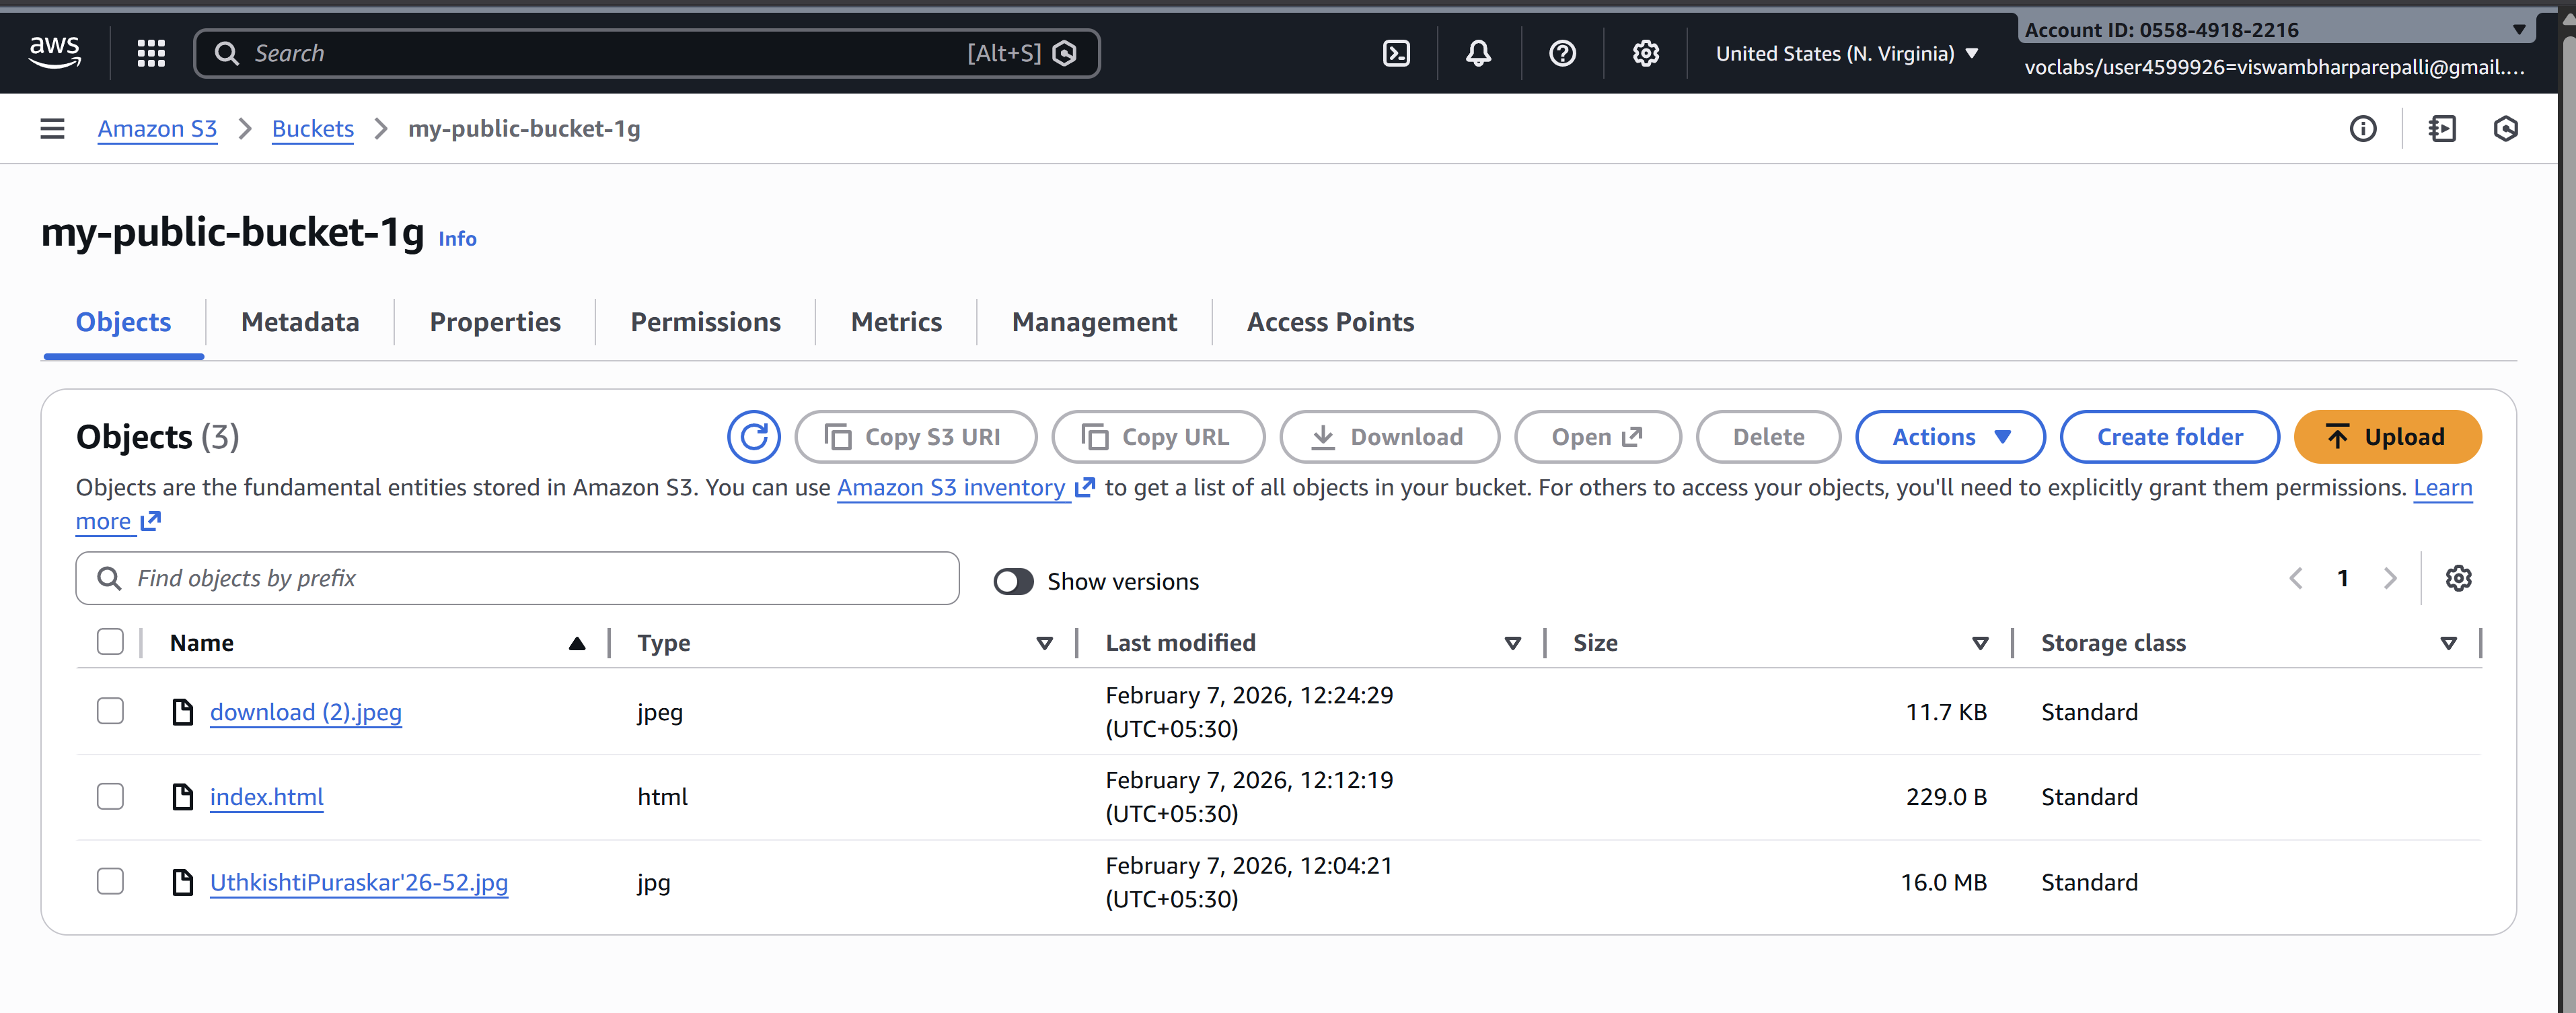 aws
Search [Alt+S]
United States (N. Virginia)
Account ID: 0558-4918-2216
voclabs/user4599926=viswambharparepalli@gmail....
Amazon S3 > Buckets > my-public-bucket-1g
my-public-bucket-1g Info
Objects Metadata Properties Permissions Metrics Management Access Points
Objects (3) Copy S3 URI Copy URL Download Open Delete Actions Create folder Upload
Objects are the fundamental entities stored in Amazon S3. You can use Amazon S3 inventory to get a list of all objects in your bucket. For others to access your objects, you'll need to explicitly grant them permissions. Learn
more
Find objects by prefix Show versions 1
Name Type Last modified Size Storage class
download (2).jpeg jpeg February 7, 2026, 12:24:29 (UTC+05:30) 11.7 KB Standard
index.html html February 7, 2026, 12:12:19 (UTC+05:30) 229.0 B Standard
UthkishtiPuraskar'26-52.jpg jpg February 7, 2026, 12:04:21 (UTC+05:30) 16.0 MB Standard